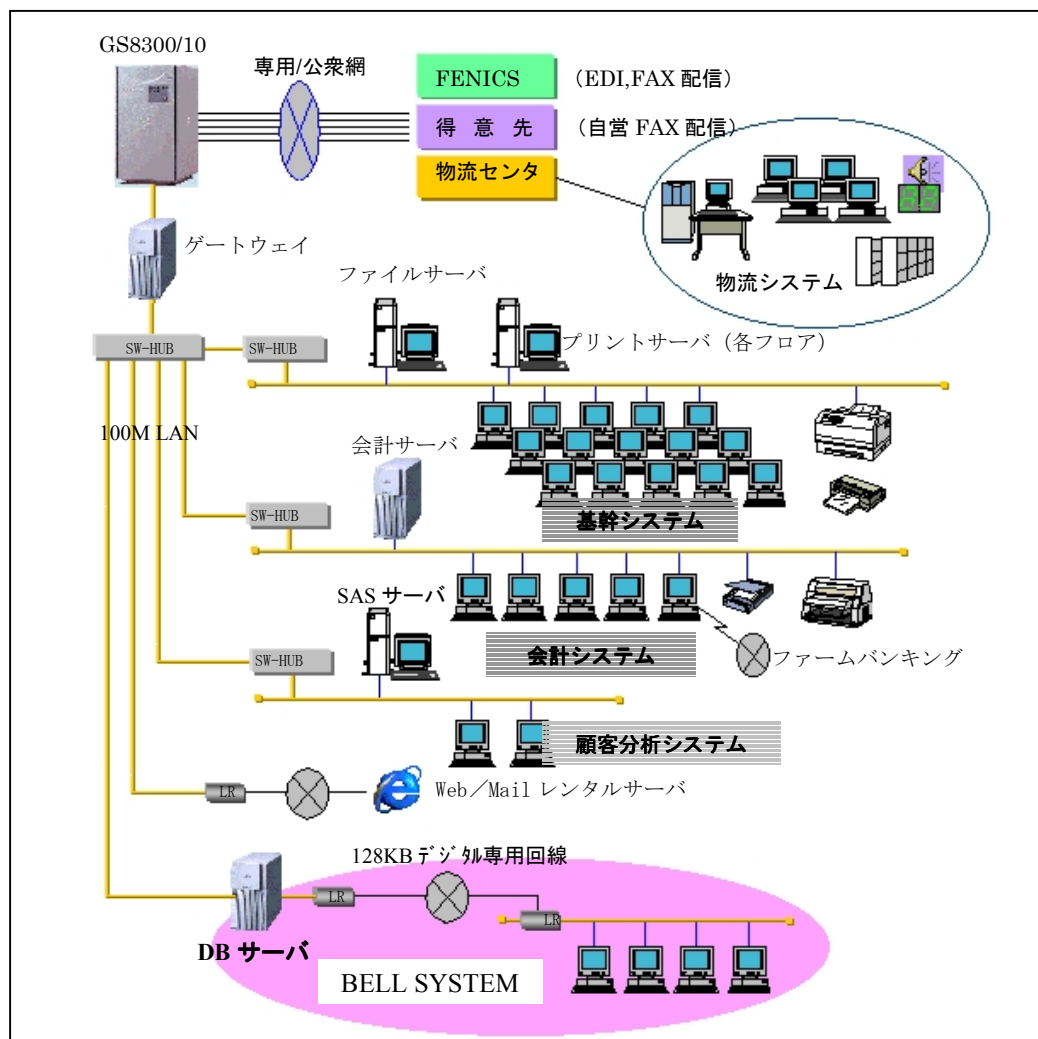 GS8300/10
専用/公衆網
FENICS
(EDI,FAX 配信)
得 意 先
(自営 FAX 配信)
物流センタ
物流システム
ゲートウェイ
ファイルサーバ
プリントサーバ（各フロア）
SW-HUB
SW-HUB
100M LAN
会計サーバ
基幹システム
SW-HUB
SAS サーバ
会計システム
ファームバンキング
SW-HUB
顧客分析システム
LR
Web／Mail レンタルサーバ
128KB デジタル専用回線
LR
LR
DB サーバ
BELL SYSTEM